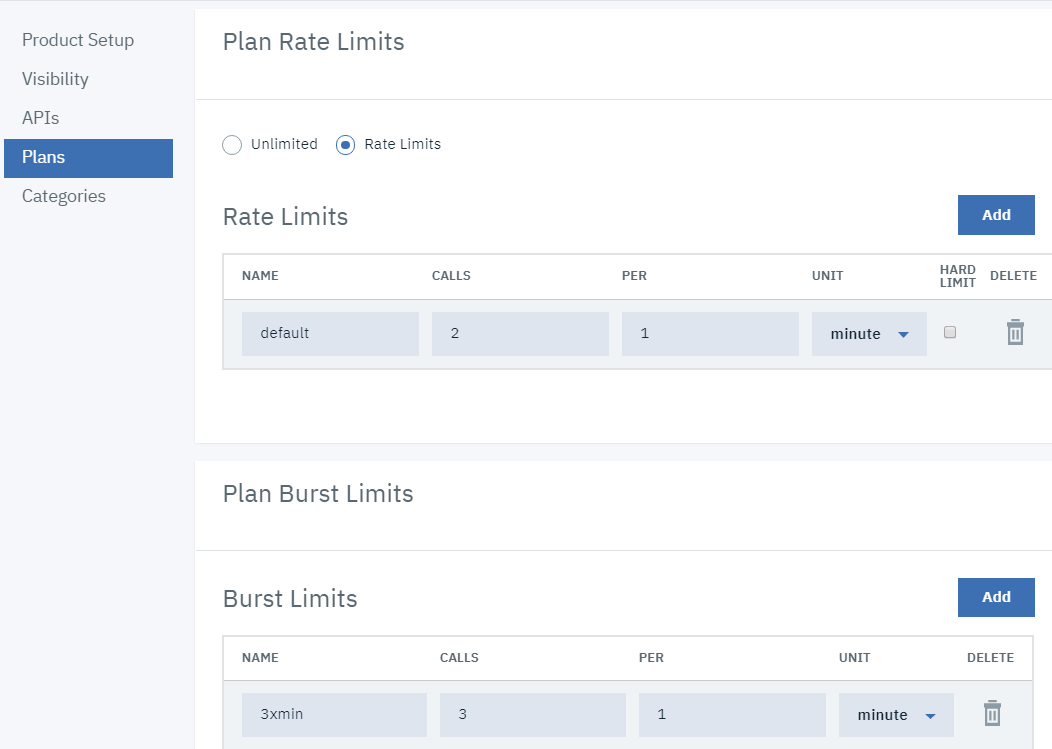 Product Setup
Visibility
APIs
Plans
Categories
Plan Rate Limits
Unlimited Rate Limits
Rate Limits
Add
NAME CALLS PER UNIT HARD LIMIT DELETE
default 2 1 minute
Plan Burst Limits
Burst Limits
Add
NAME CALLS PER UNIT DELETE
3xmin 3 1 minute